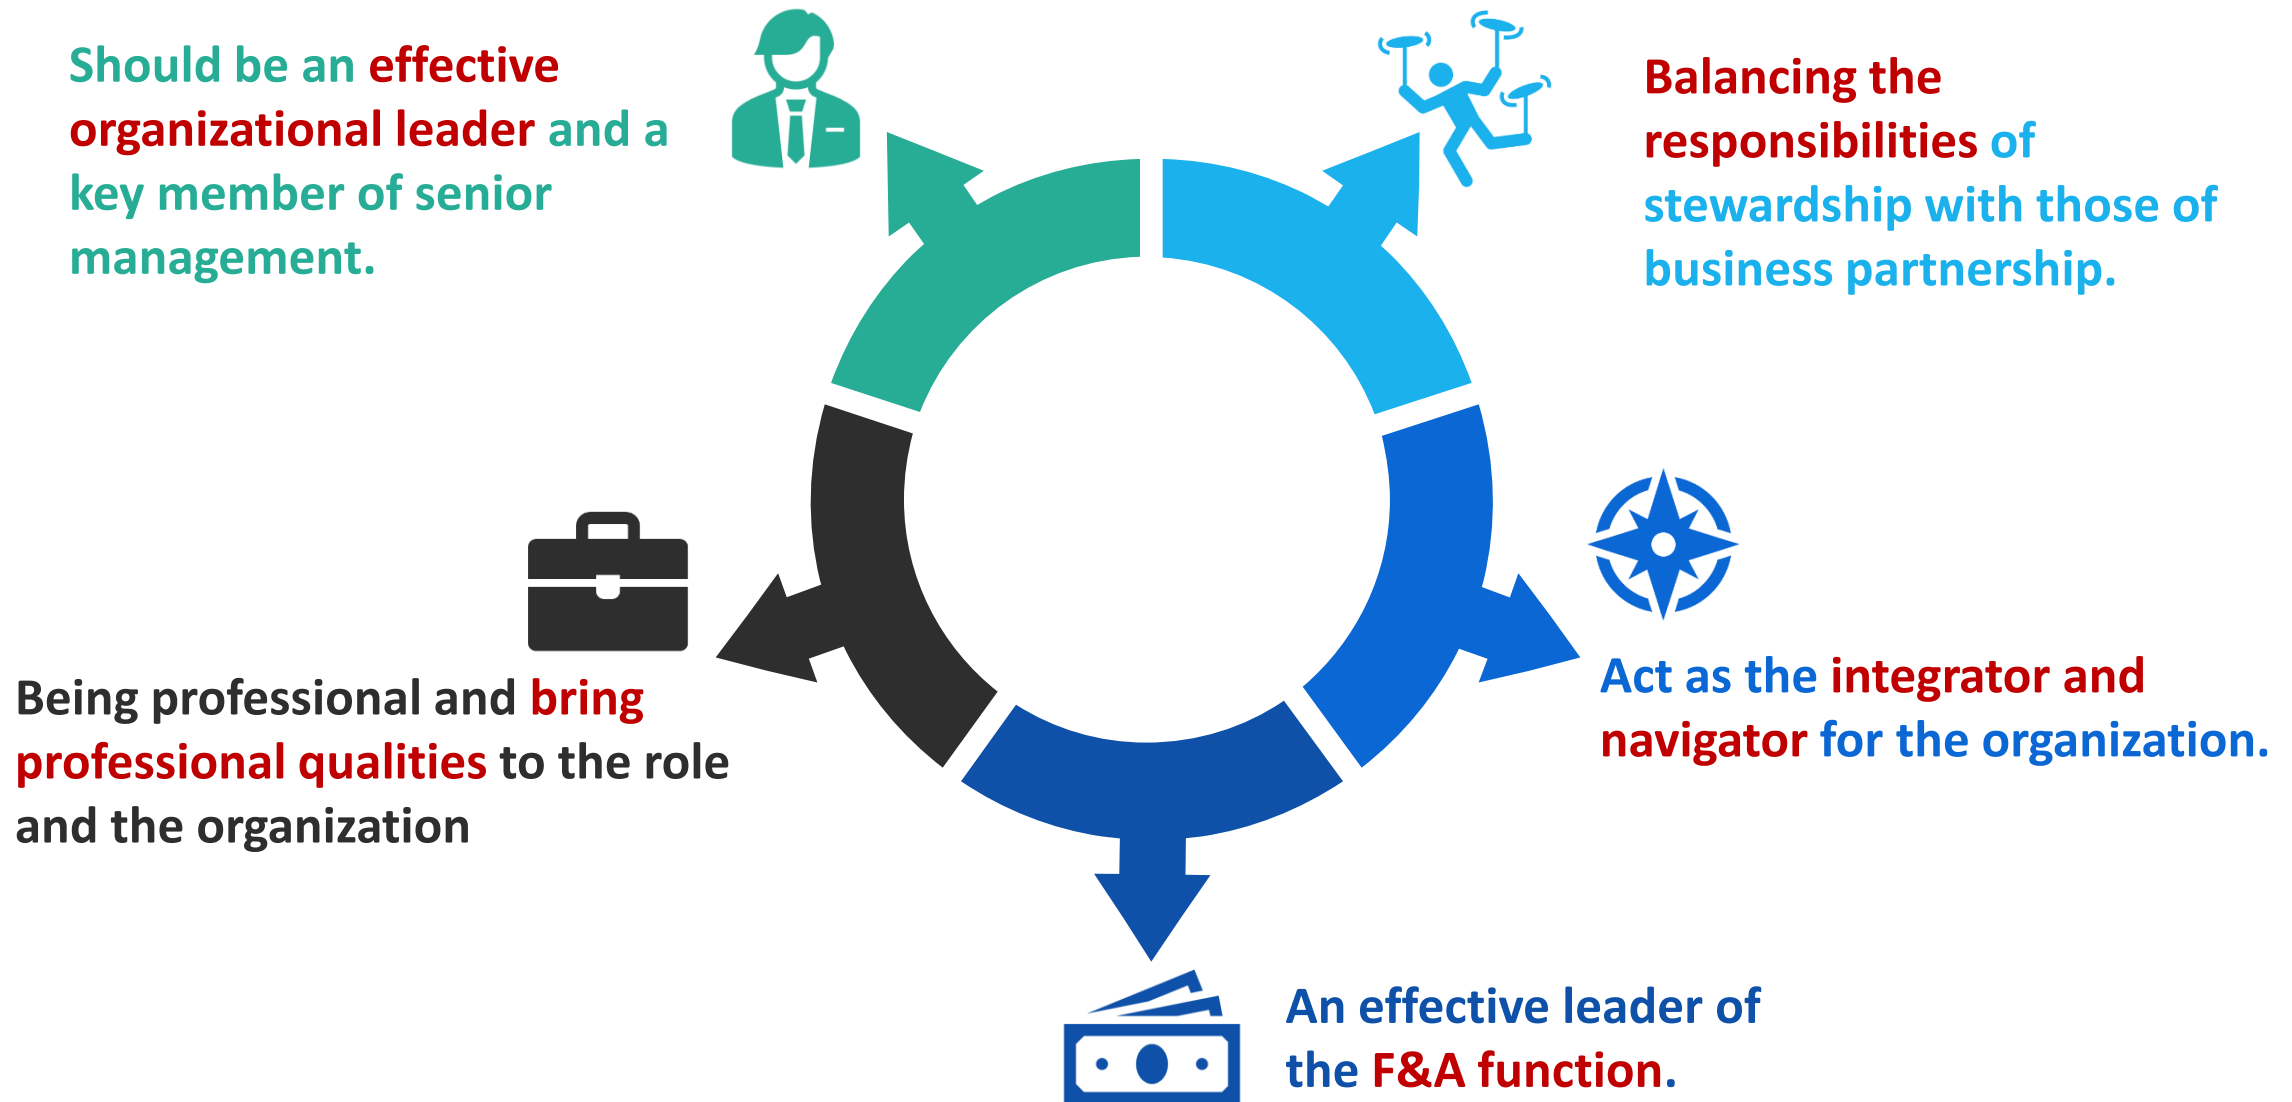 Should be an effective
organizational leader and a
key member of senior
management.
Balancing the
responsibilities of
stewardship with those of
business partnership.
Act as the integrator and
navigator for the organization.
An effective leader of
the F&A function.
Being professional and bring
professional qualities to the role
and the organization